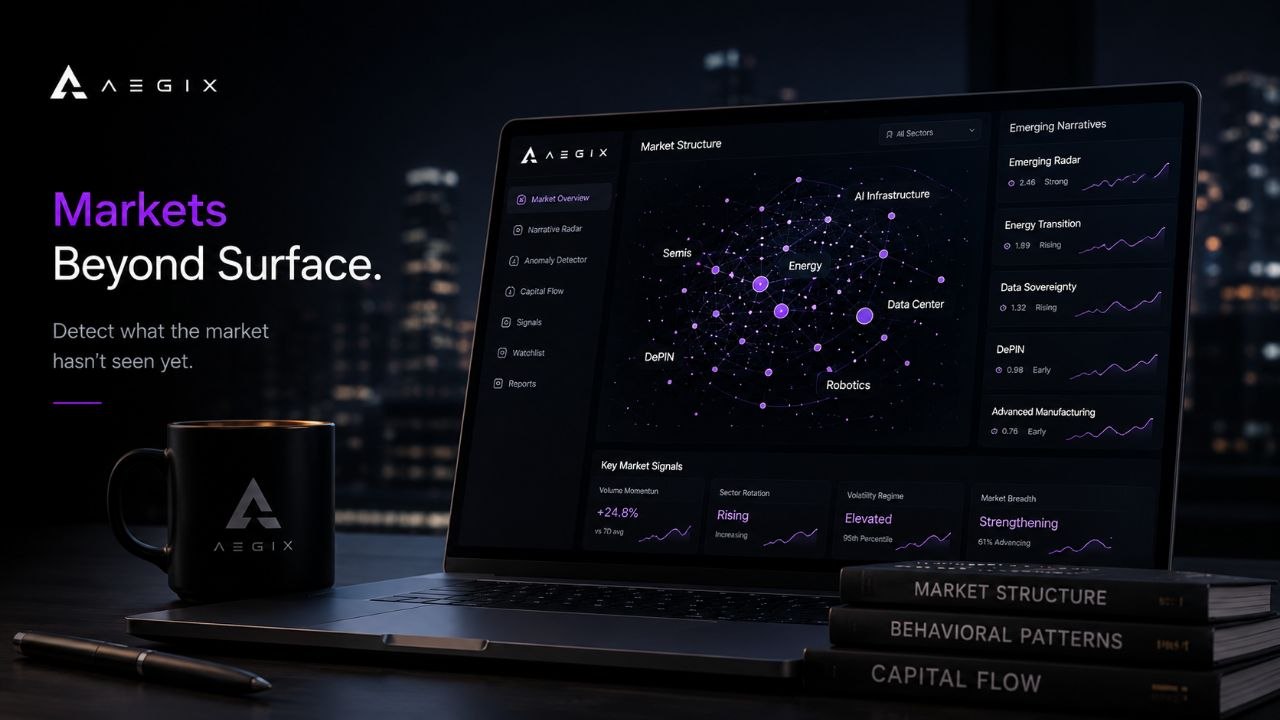 AEGIX
Markets
Beyond Surface.
Detect what the market
hasn't seen yet.
AEGIX
AEGIX
Market Overview
Narrative Radar
Anomaly Detector
Capital Flow
Signals
Watchlist
Reports
Market Structure
All Sectors
AI Infrastructure
Semis
Energy
Data Center
DePIN
Robotics
Emerging Narratives
Emerging Radar
2.46 Strong
Energy Transition
1.89 Rising
Data Sovereignty
1.32 Rising
DePIN
0.98 Early
Advanced Manufacturing
0.76 Early
Key Market Signals
Volume Momentun
+24.8%
vs 7D avg
Sector Rotation
Rising
Increasing
Volatility Regime
Elevated
95th Percentile
Market Breadth
Strengthening
61% Advancing
MARKET STRUCTURE
BEHAVIORAL PATTERNS
CAPITAL FLOW